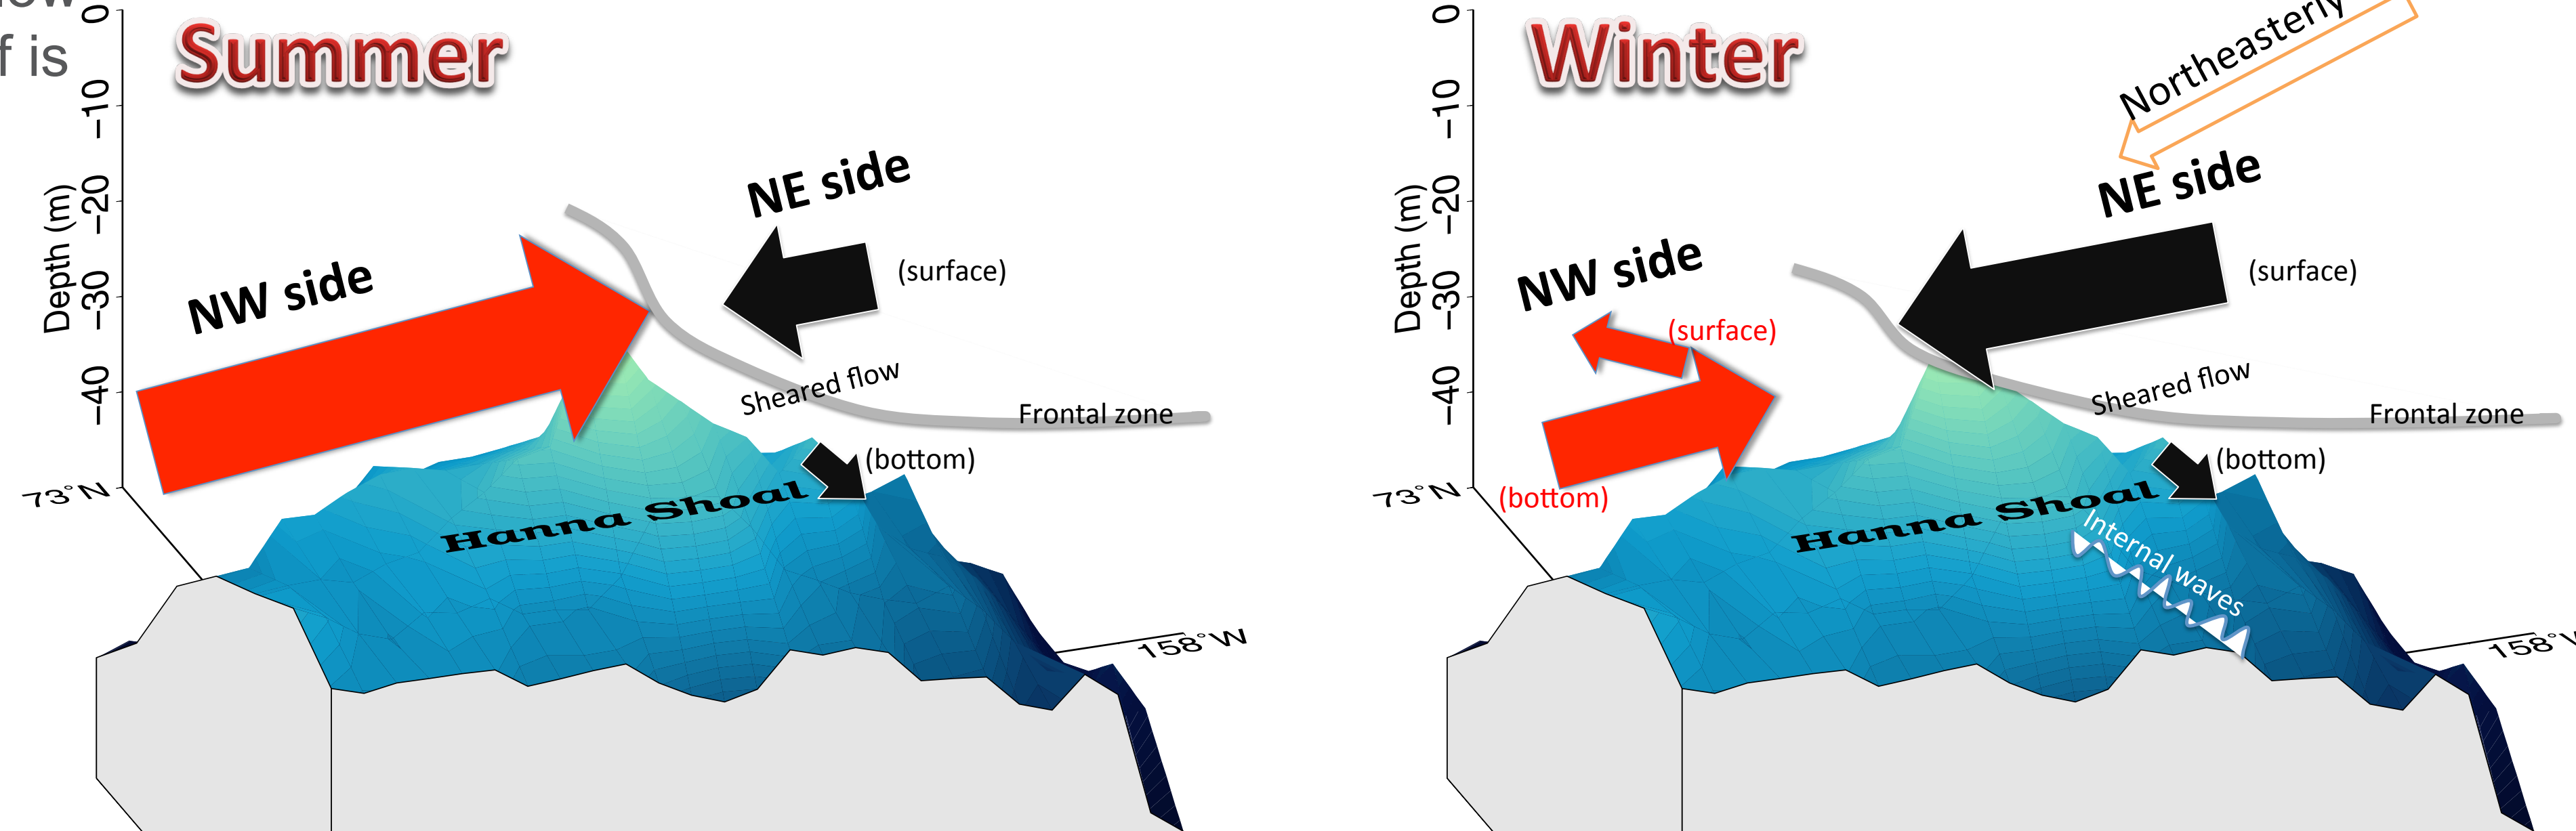 f is
Summer
0
−10
−20
−30
−40
Depth (m)
73°N
NW side
NE side
(surface)
Sheared flow
Frontal zone
(bottom)
Hanna Shoal
158°W
Winter
0
−10
−20
−30
−40
Depth (m)
73°N
Northeasterly
NE side
(surface)
NW side
(surface)
(bottom)
Sheared flow
Frontal zone
(bottom)
Hanna Shoal
Internal waves
158°W